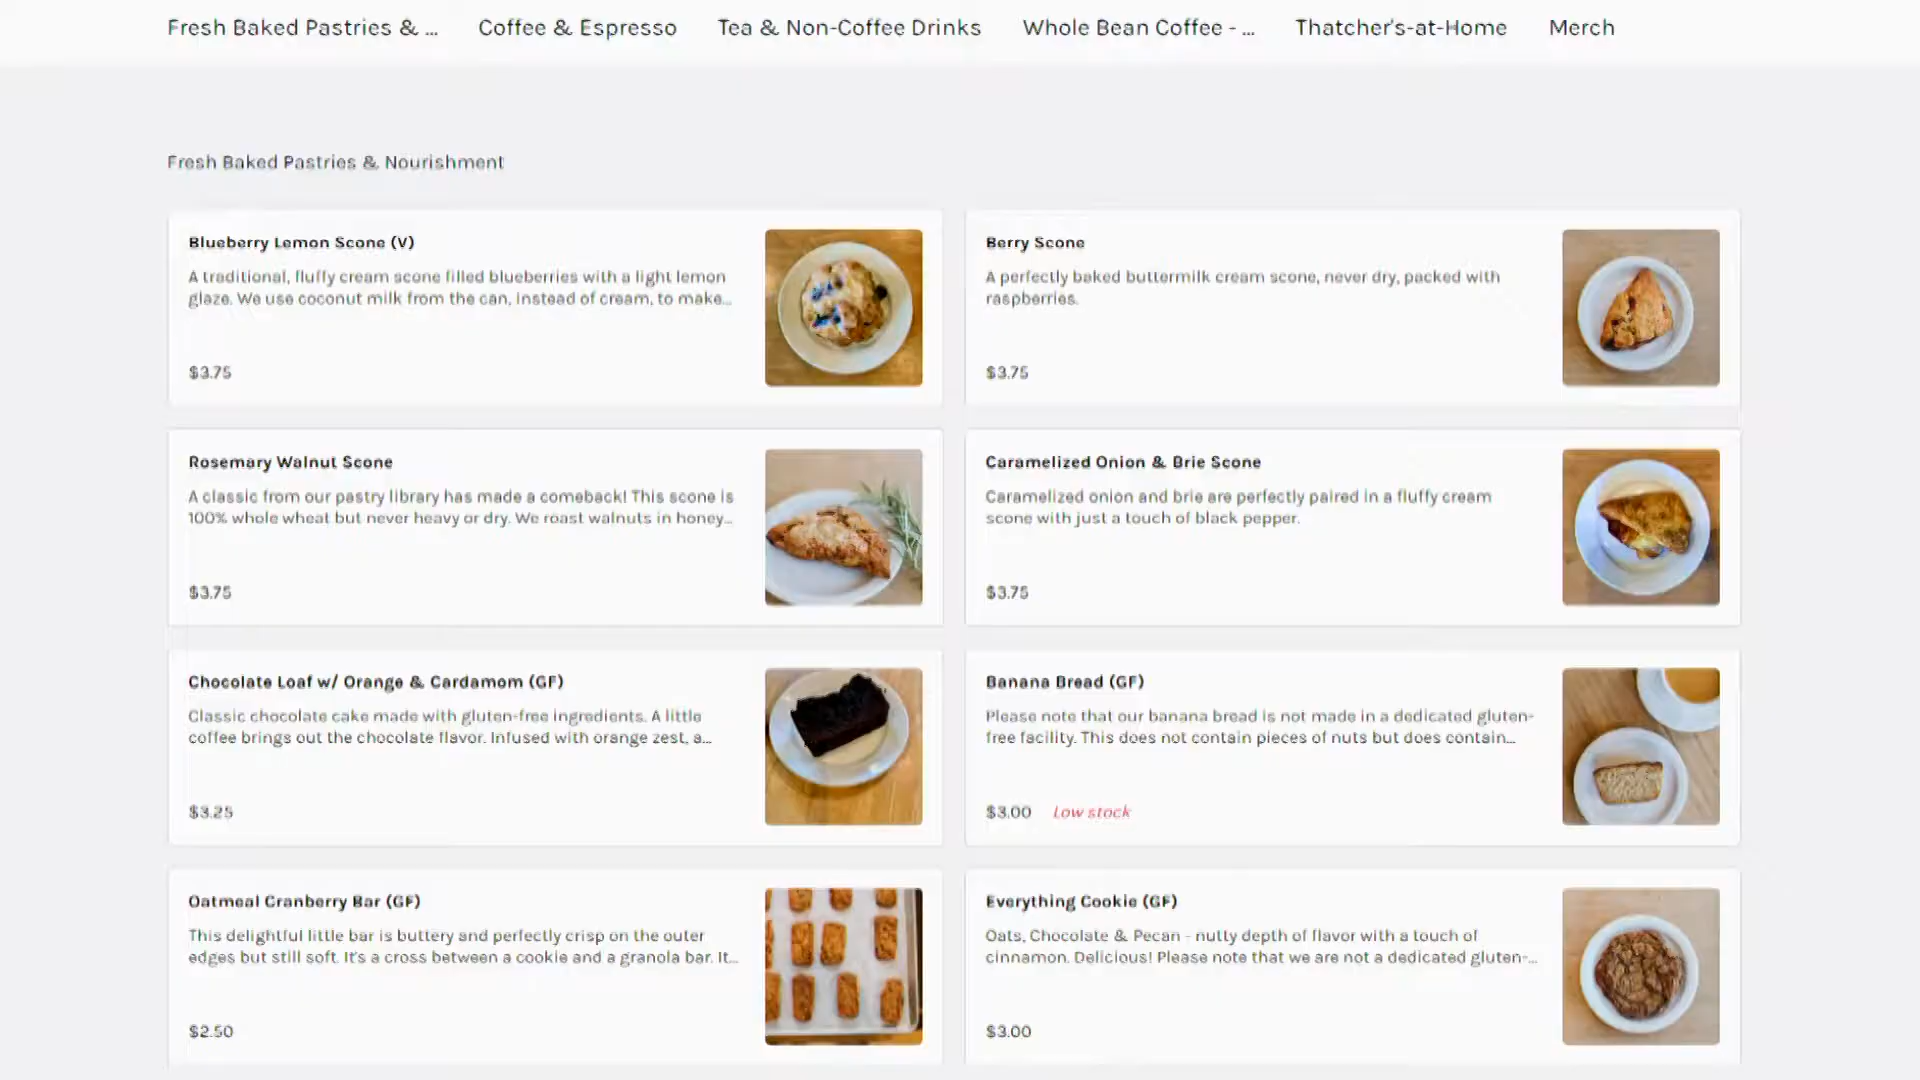 Fresh Baked Pastries & ...
Coffee & Espresso
Tea & Non-Coffee Drinks
Whole Bean Coffee - ...
Thatcher's-at-Home
Merch
Fresh Baked Pastries & Nourishment
Blueberry Lemon Scone (V)
A traditional, fluffy cream scone filled blueberries with a light lemon
glaze. We use coconut milk from the can, instead of cream, to make...
$3.75
Berry Scone
A perfectly baked buttermilk cream scone, never dry, packed with
raspberries.
$3.75
Rosemary Walnut Scone
A classic from our pastry library has made a comeback! This scone is
100% whole wheat but never heavy or dry. We roast walnuts in honey...
$3.75
Caramelized Onion & Brie Scone
Caramelized onion and brie are perfectly paired in a fluffy cream
scone with just a touch of black pepper.
$3.75
Chocolate Loaf w/ Orange & Cardamom (GF)
Classic chocolate cake made with gluten-free ingredients. A little
coffee brings out the chocolate flavor. Infused with orange zest, a...
$3.25
Banana Bread (GF)
Please note that our banana bread is not made in a dedicated gluten-
free facility. This does not contain pieces of nuts but does contain...
$3.00 Low stock
Oatmeal Cranberry Bar (GF)
This delightful little bar is buttery and perfectly crisp on the outer
edges but still soft. It's a cross between a cookie and a granola bar. It...
$2.50
Everything Cookie (GF)
Oats, Chocolate & Pecan - nutty depth of flavor with a touch of
cinnamon. Delicious! Please note that we are not a dedicated gluten-...
$3.00